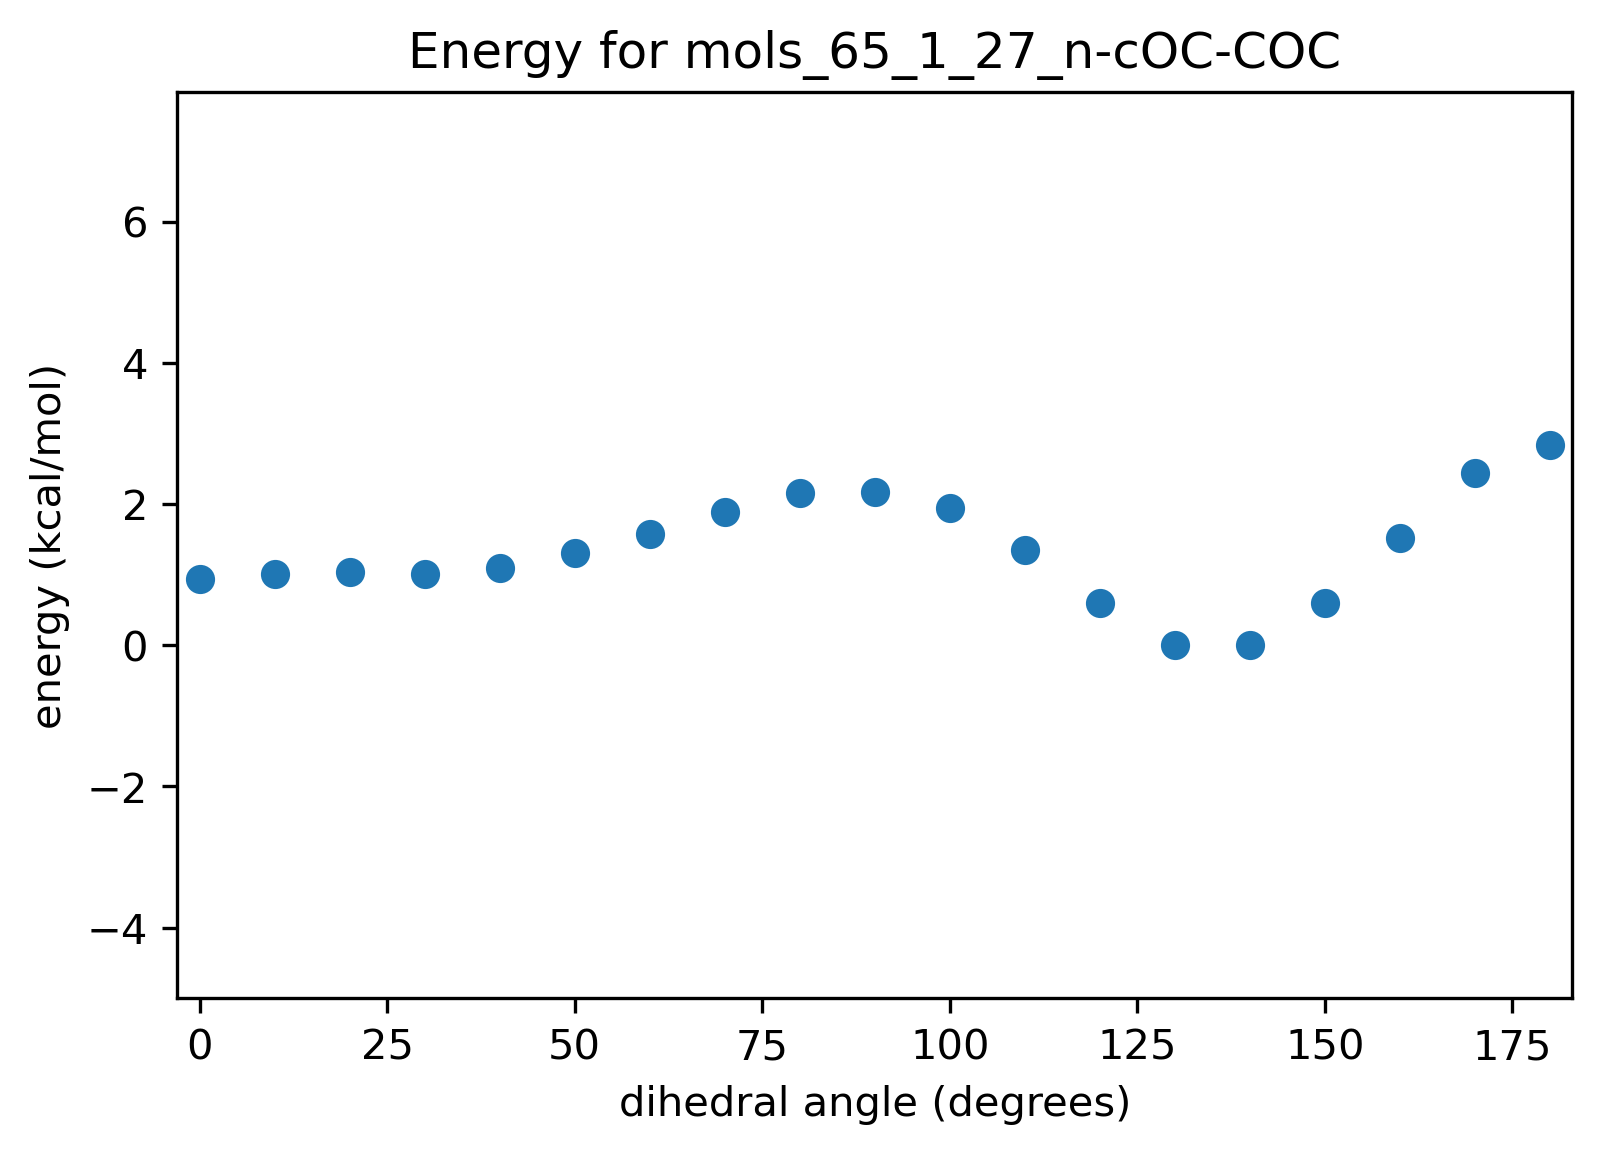 Energy for mols_65_1_27_n-cOC-COC
energy (kcal/mol)
6
4
2
0
−2
−4
0 25 50 75 100 125 150 175
dihedral angle (degrees)